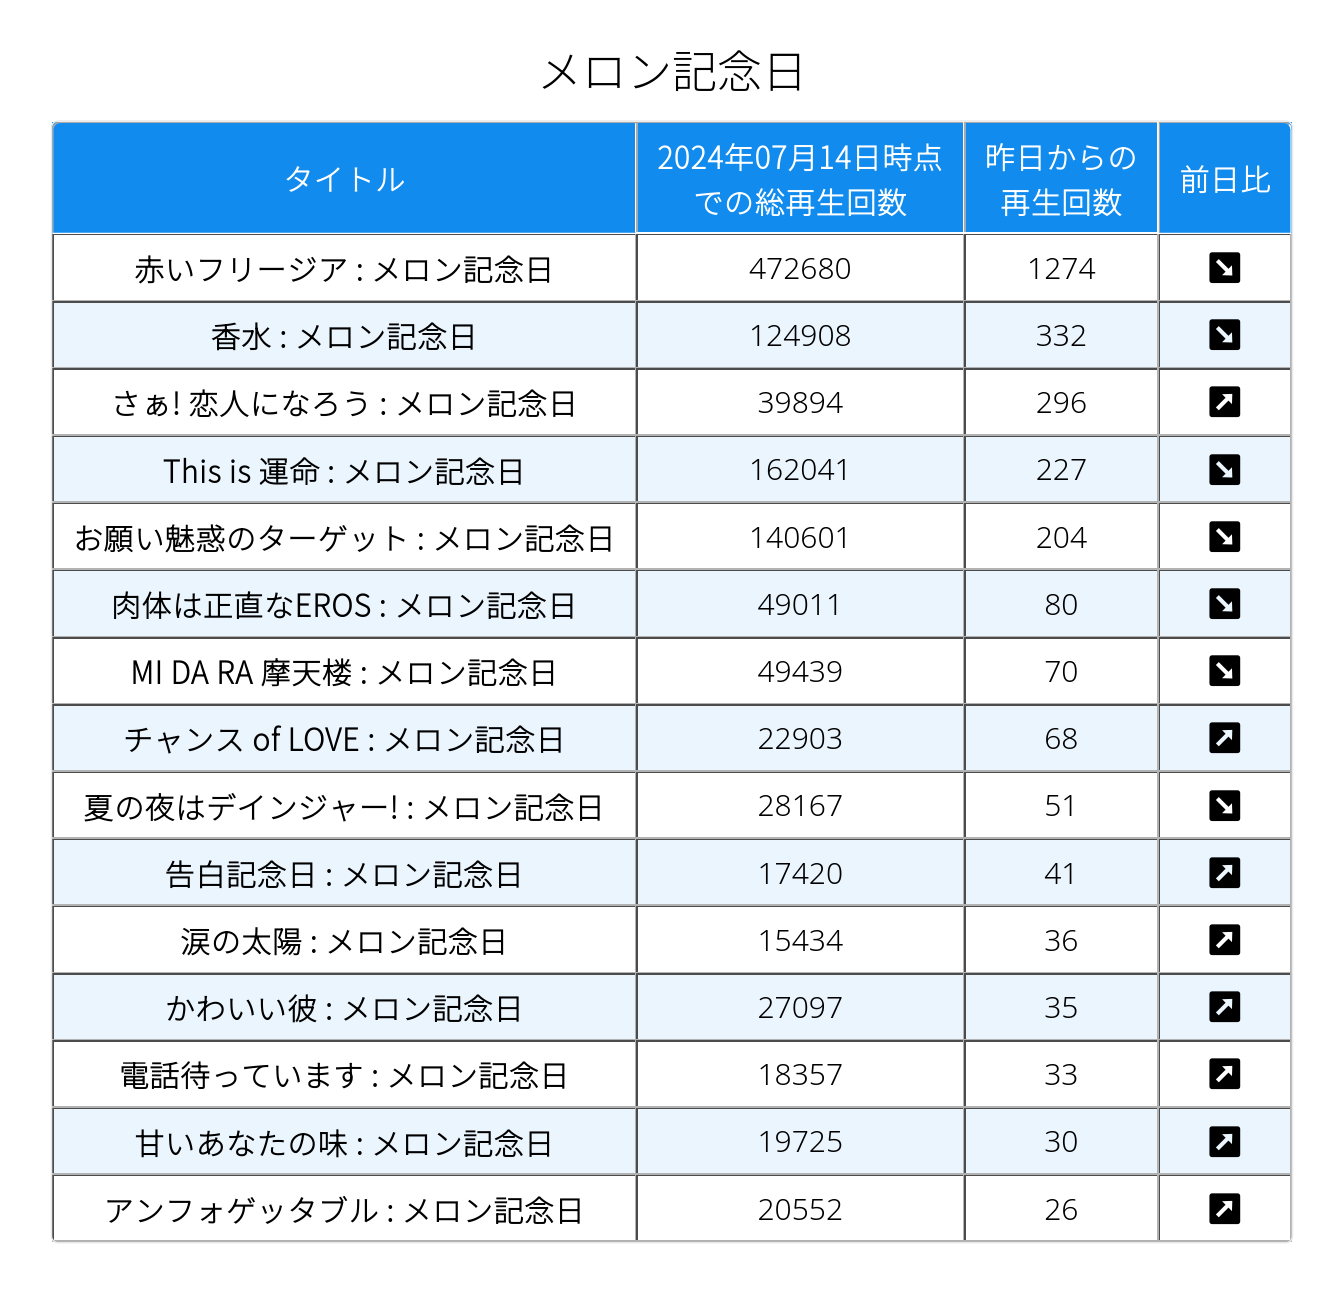 メロン記念日
タイトル 2024年07月14日時点での総再生回数 昨日からの再生回数 前日比
赤いフリージア : メロン記念日 472680 1274 ↘
香水 : メロン記念日 124908 332 ↘
さぁ! 恋人になろう : メロン記念日 39894 296 ↗
This is 運命 : メロン記念日 162041 227 ↘
お願い魅惑のターゲット : メロン記念日 140601 204 ↘
肉体は正直なEROS : メロン記念日 49011 80 ↘
MI DA RA 摩天楼 : メロン記念日 49439 70 ↘
チャンス of LOVE : メロン記念日 22903 68 ↗
夏の夜はデインジャー! : メロン記念日 28167 51 ↘
告白記念日 : メロン記念日 17420 41 ↗
涙の太陽 : メロン記念日 15434 36 ↗
かわいい彼 : メロン記念日 27097 35 ↗
電話待っています : メロン記念日 18357 33 ↗
甘いあなたの味 : メロン記念日 19725 30 ↗
アンフォゲッタブル : メロン記念日 20552 26 ↗